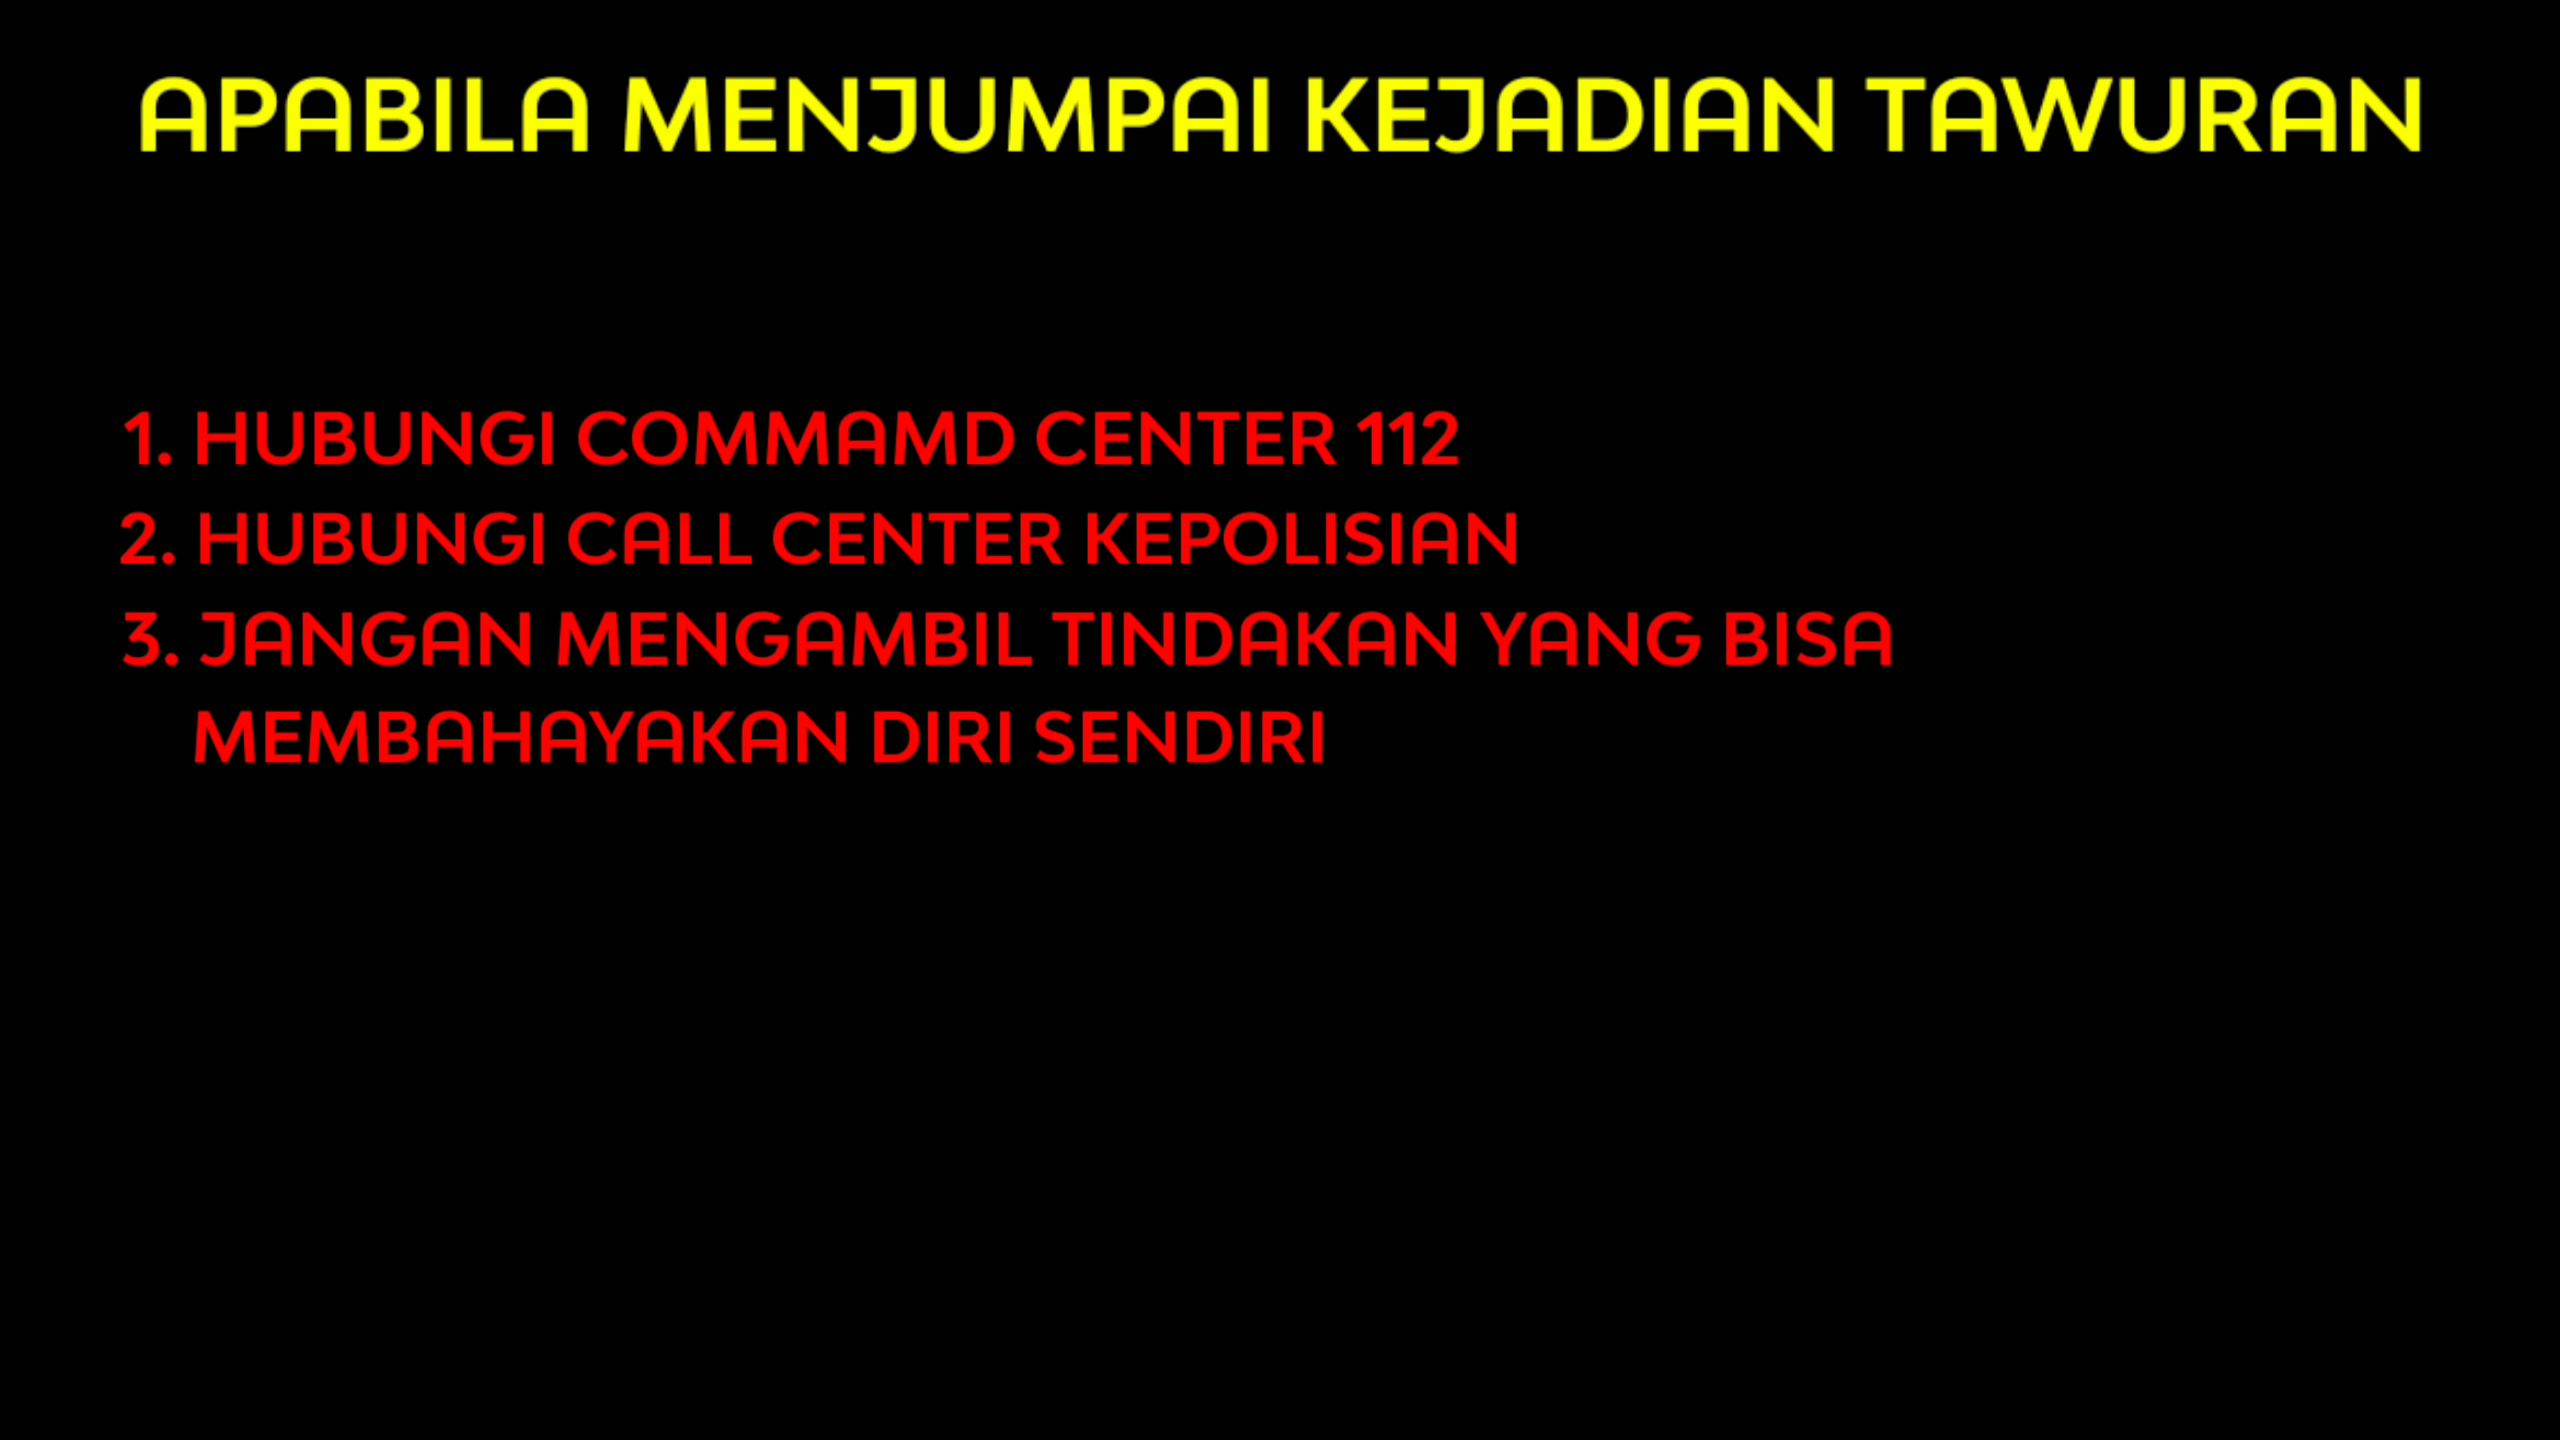 APABILA MENJUMPAI KEJADIAN TAWURAN
1. HUBUNGI COMMAMD CENTER 112
2. HUBUNGI CALL CENTER KEPOLISIAN
3. JANGAN MENGAMBIL TINDAKAN YANG BISA
MEMBAHAYAKAN DIRI SENDIRI